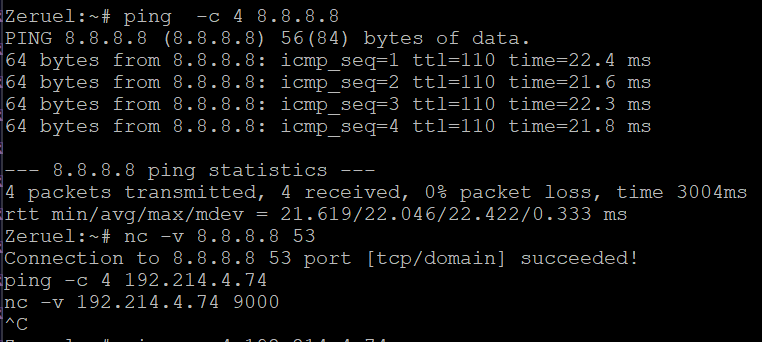 Zeruel:~# ping  -c 4 8.8.8.8
PING 8.8.8.8 (8.8.8.8) 56(84) bytes of data.
64 bytes from 8.8.8.8: icmp_seq=1 ttl=110 time=22.4 ms
64 bytes from 8.8.8.8: icmp_seq=2 ttl=110 time=21.6 ms
64 bytes from 8.8.8.8: icmp_seq=3 ttl=110 time=22.3 ms
64 bytes from 8.8.8.8: icmp_seq=4 ttl=110 time=21.8 ms

--- 8.8.8.8 ping statistics ---
4 packets transmitted, 4 received, 0% packet loss, time 3004ms
rtt min/avg/max/mdev = 21.619/22.046/22.422/0.333 ms
Zeruel:~# nc -v 8.8.8.8 53
Connection to 8.8.8.8 53 port [tcp/domain] succeeded!
ping -c 4 192.214.4.74
nc -v 192.214.4.74 9000
^C